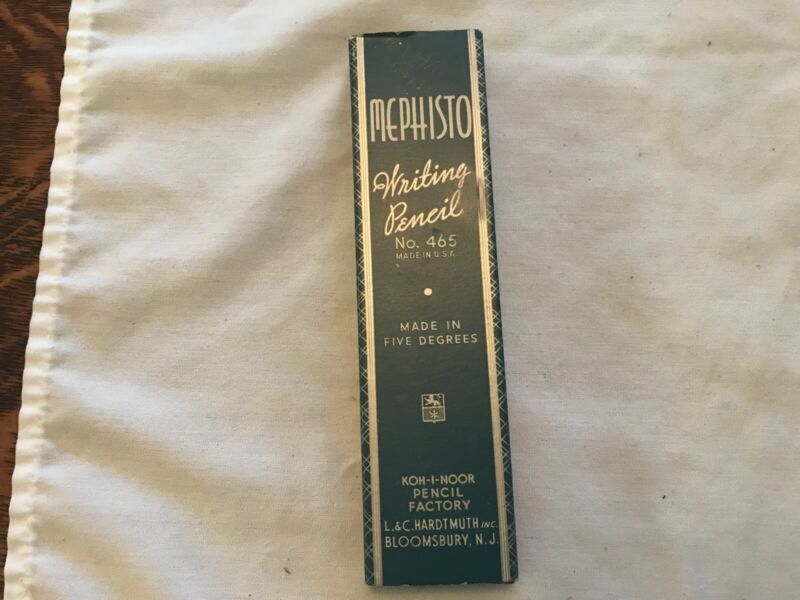 MEPHISTO
Writing
Pencil
No. 465
MADE IN U.S.A.
MADE IN
FIVE DEGREES
KOH-I-NOOR
PENCIL
FACTORY
L.&C. HARDTMUTH INC.
BLOOMSBURY, N. J.